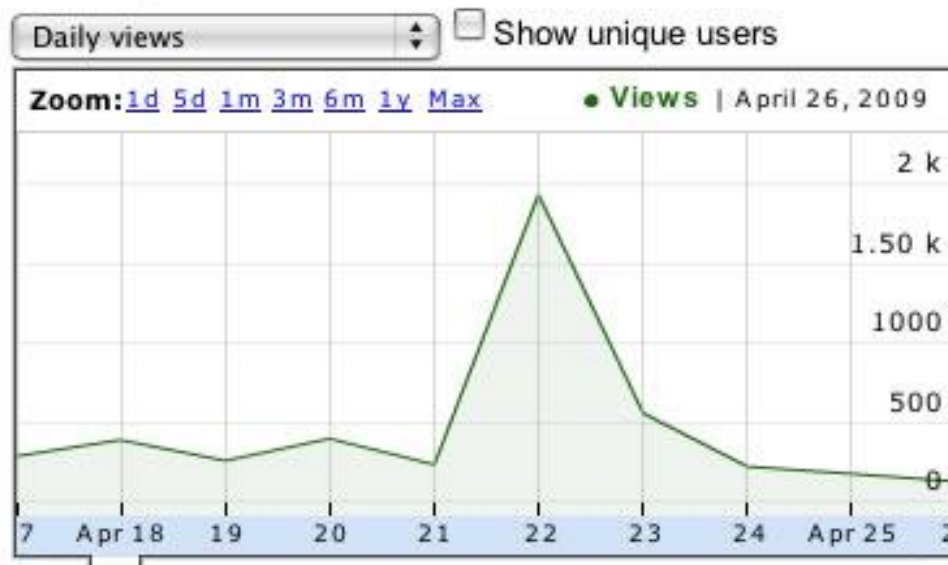 Daily views Show unique users
Zoom: 1d 5d 1m 3m 6m 1y Max ● Views | April 26, 2009
2 k
1.50 k
1000
500
0
7 Apr 18 19 20 21 22 23 24 Apr 25 2